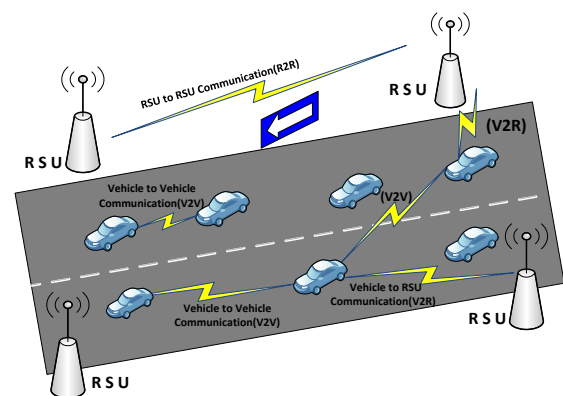 RSU to RSU Communication(R2R)
R S U
R S U
(V2R)
Vehicle to Vehicle
Communication(V2V)
(V2V)
Vehicle to Vehicle
Communication(V2V)
Vehicle to RSU
Communication(V2R)
R S U
R S U